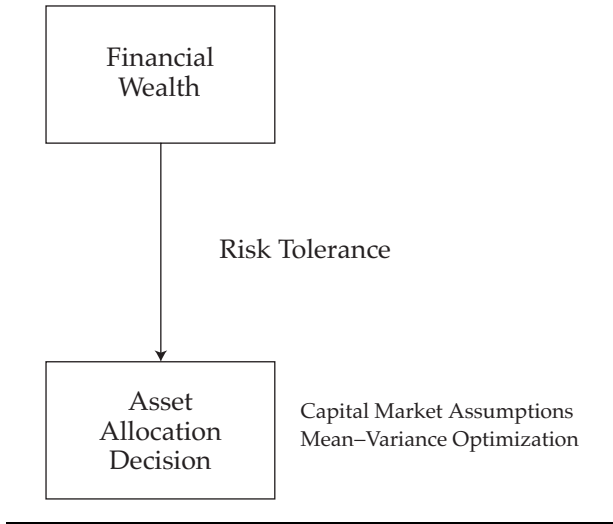 Financial
Wealth
Risk Tolerance
Asset
Allocation
Decision
Capital Market Assumptions
Mean–Variance Optimization